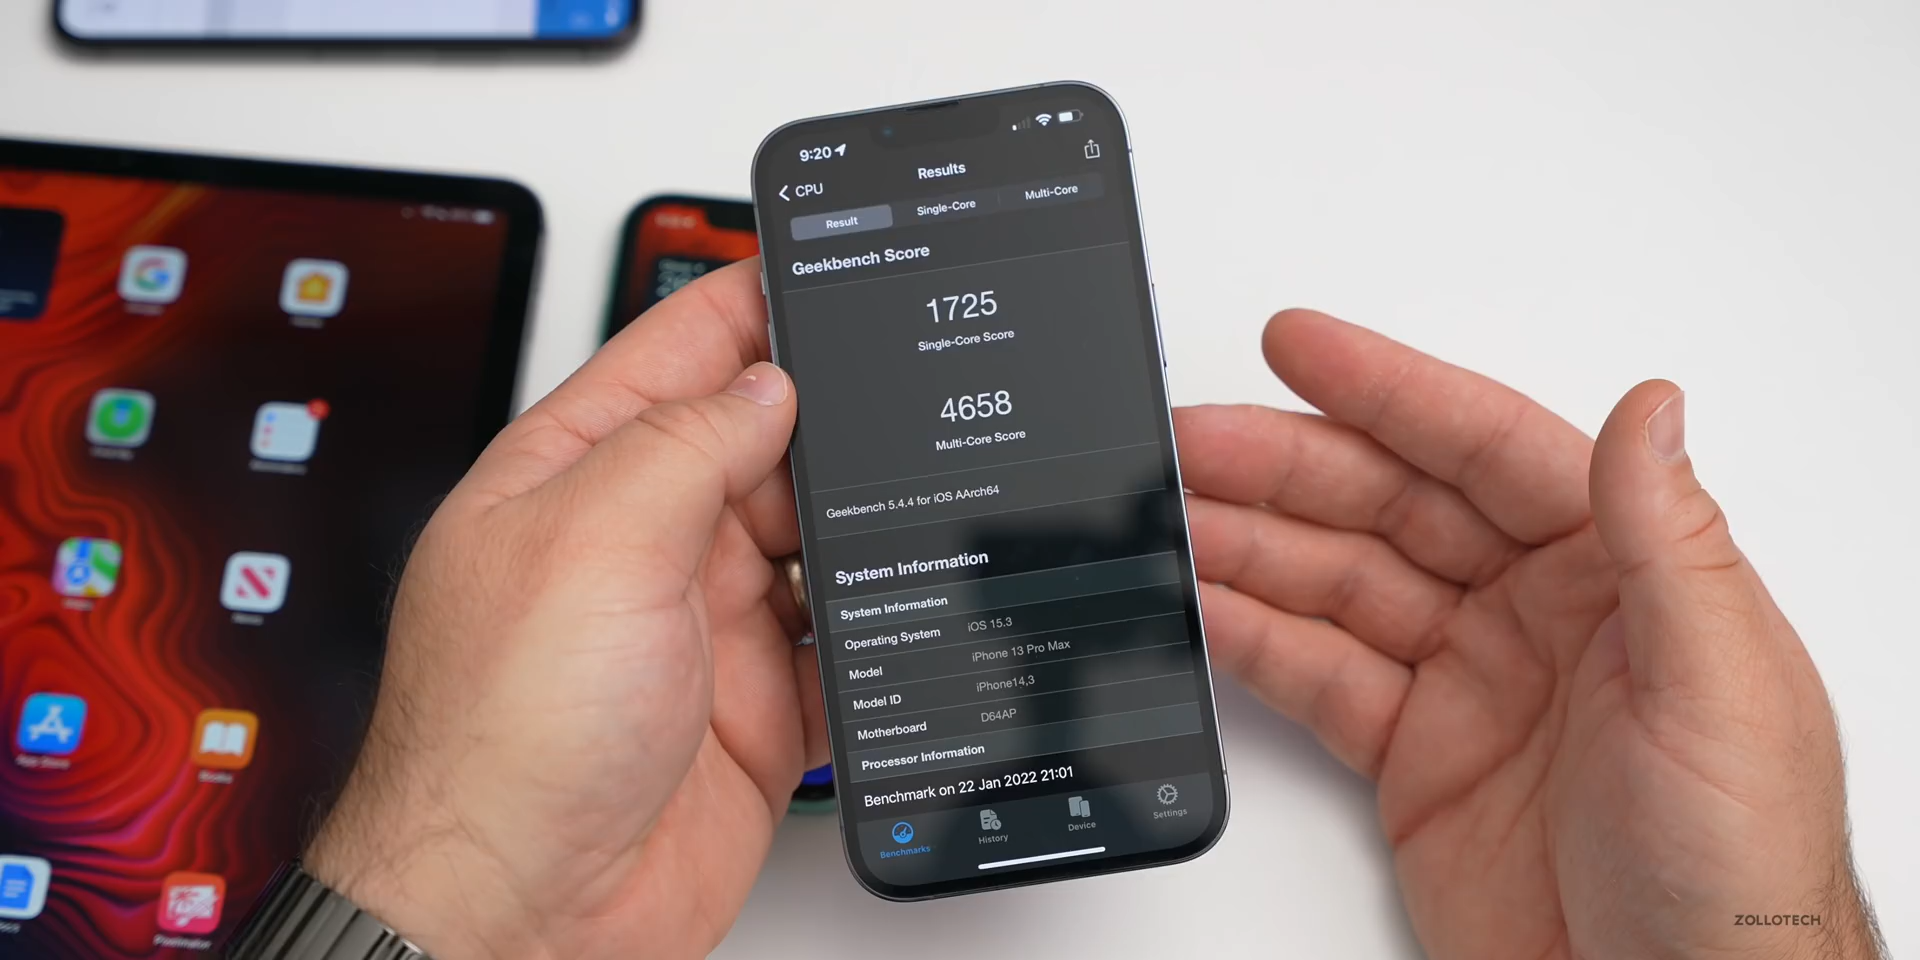 9:20
CPU
Results
Result
Single-Core
Multi-Core
Geekbench Score
1725
Single-Core Score
4658
Multi-Core Score
Geekbench 5.4.4 for iOS AArch64
System Information
System Information
Operating System iOS 15.3
Model iPhone 13 Pro Max
Model ID iPhone14,3
Motherboard D64AP
Processor Information
Benchmark on 22 Jan 2022 21:01
Benchmarks
History
Device
Settings
App Store
Books
ZOLLOTECH